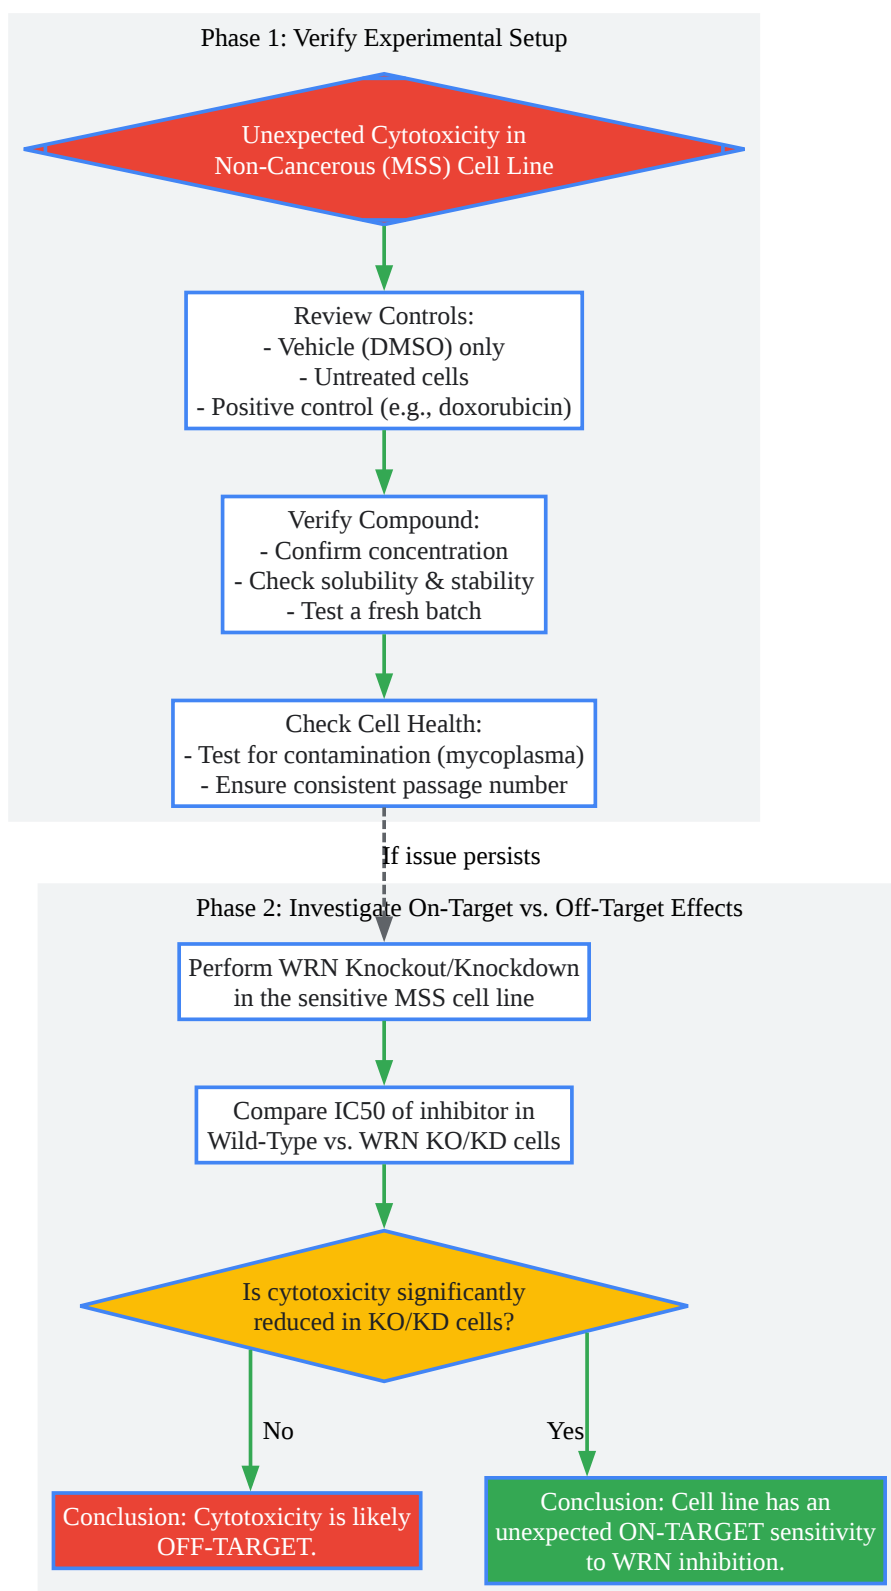 Phase 1: Verify Experimental Setup
Unexpected Cytotoxicity in
Non-Cancerous (MSS) Cell Line
Review Controls:
- Vehicle (DMSO) only
- Untreated cells
- Positive control (e.g., doxorubicin)
Verify Compound:
- Confirm concentration
- Check solubility & stability
- Test a fresh batch
Check Cell Health:
- Test for contamination (mycoplasma)
- Ensure consistent passage number
If issue persists
Phase 2: Investigate On-Target vs. Off-Target Effects
Perform WRN Knockout/Knockdown
in the sensitive MSS cell line
Compare IC50 of inhibitor in
Wild-Type vs. WRN KO/KD cells
Is cytotoxicity significantly
reduced in KO/KD cells?
No
Yes
Conclusion: Cytotoxicity is likely
OFF-TARGET.
Conclusion: Cell line has an
unexpected ON-TARGET sensitivity
to WRN inhibition.